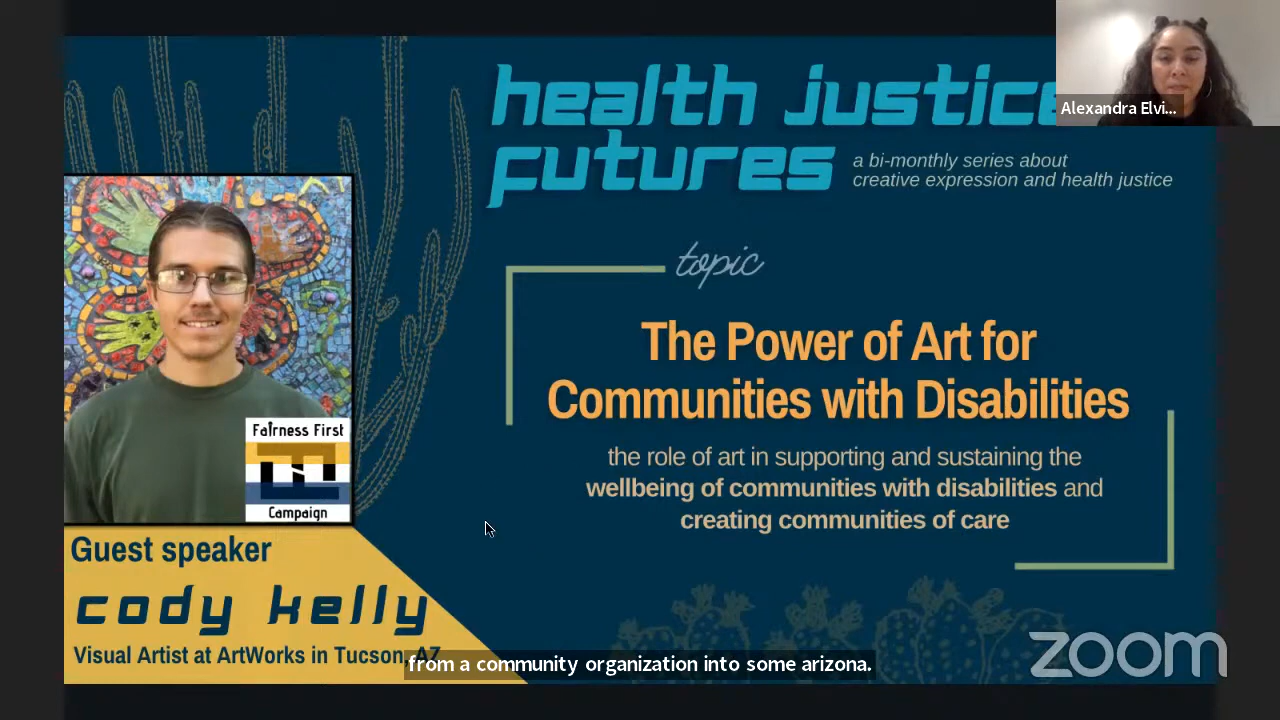 health justice
futures
a bi-monthly series about
creative expression and health justice
Alexandra Elvi...
topic
The Power of Art for
Communities with Disabilities
the role of art in supporting and sustaining the
wellbeing of communities with disabilities and
creating communities of care
Fairness First
FFC
Campaign
Guest speaker
cody kelly
Visual Artist at ArtWorks in Tucson, AZ
from a community organization into some arizona.
zoom